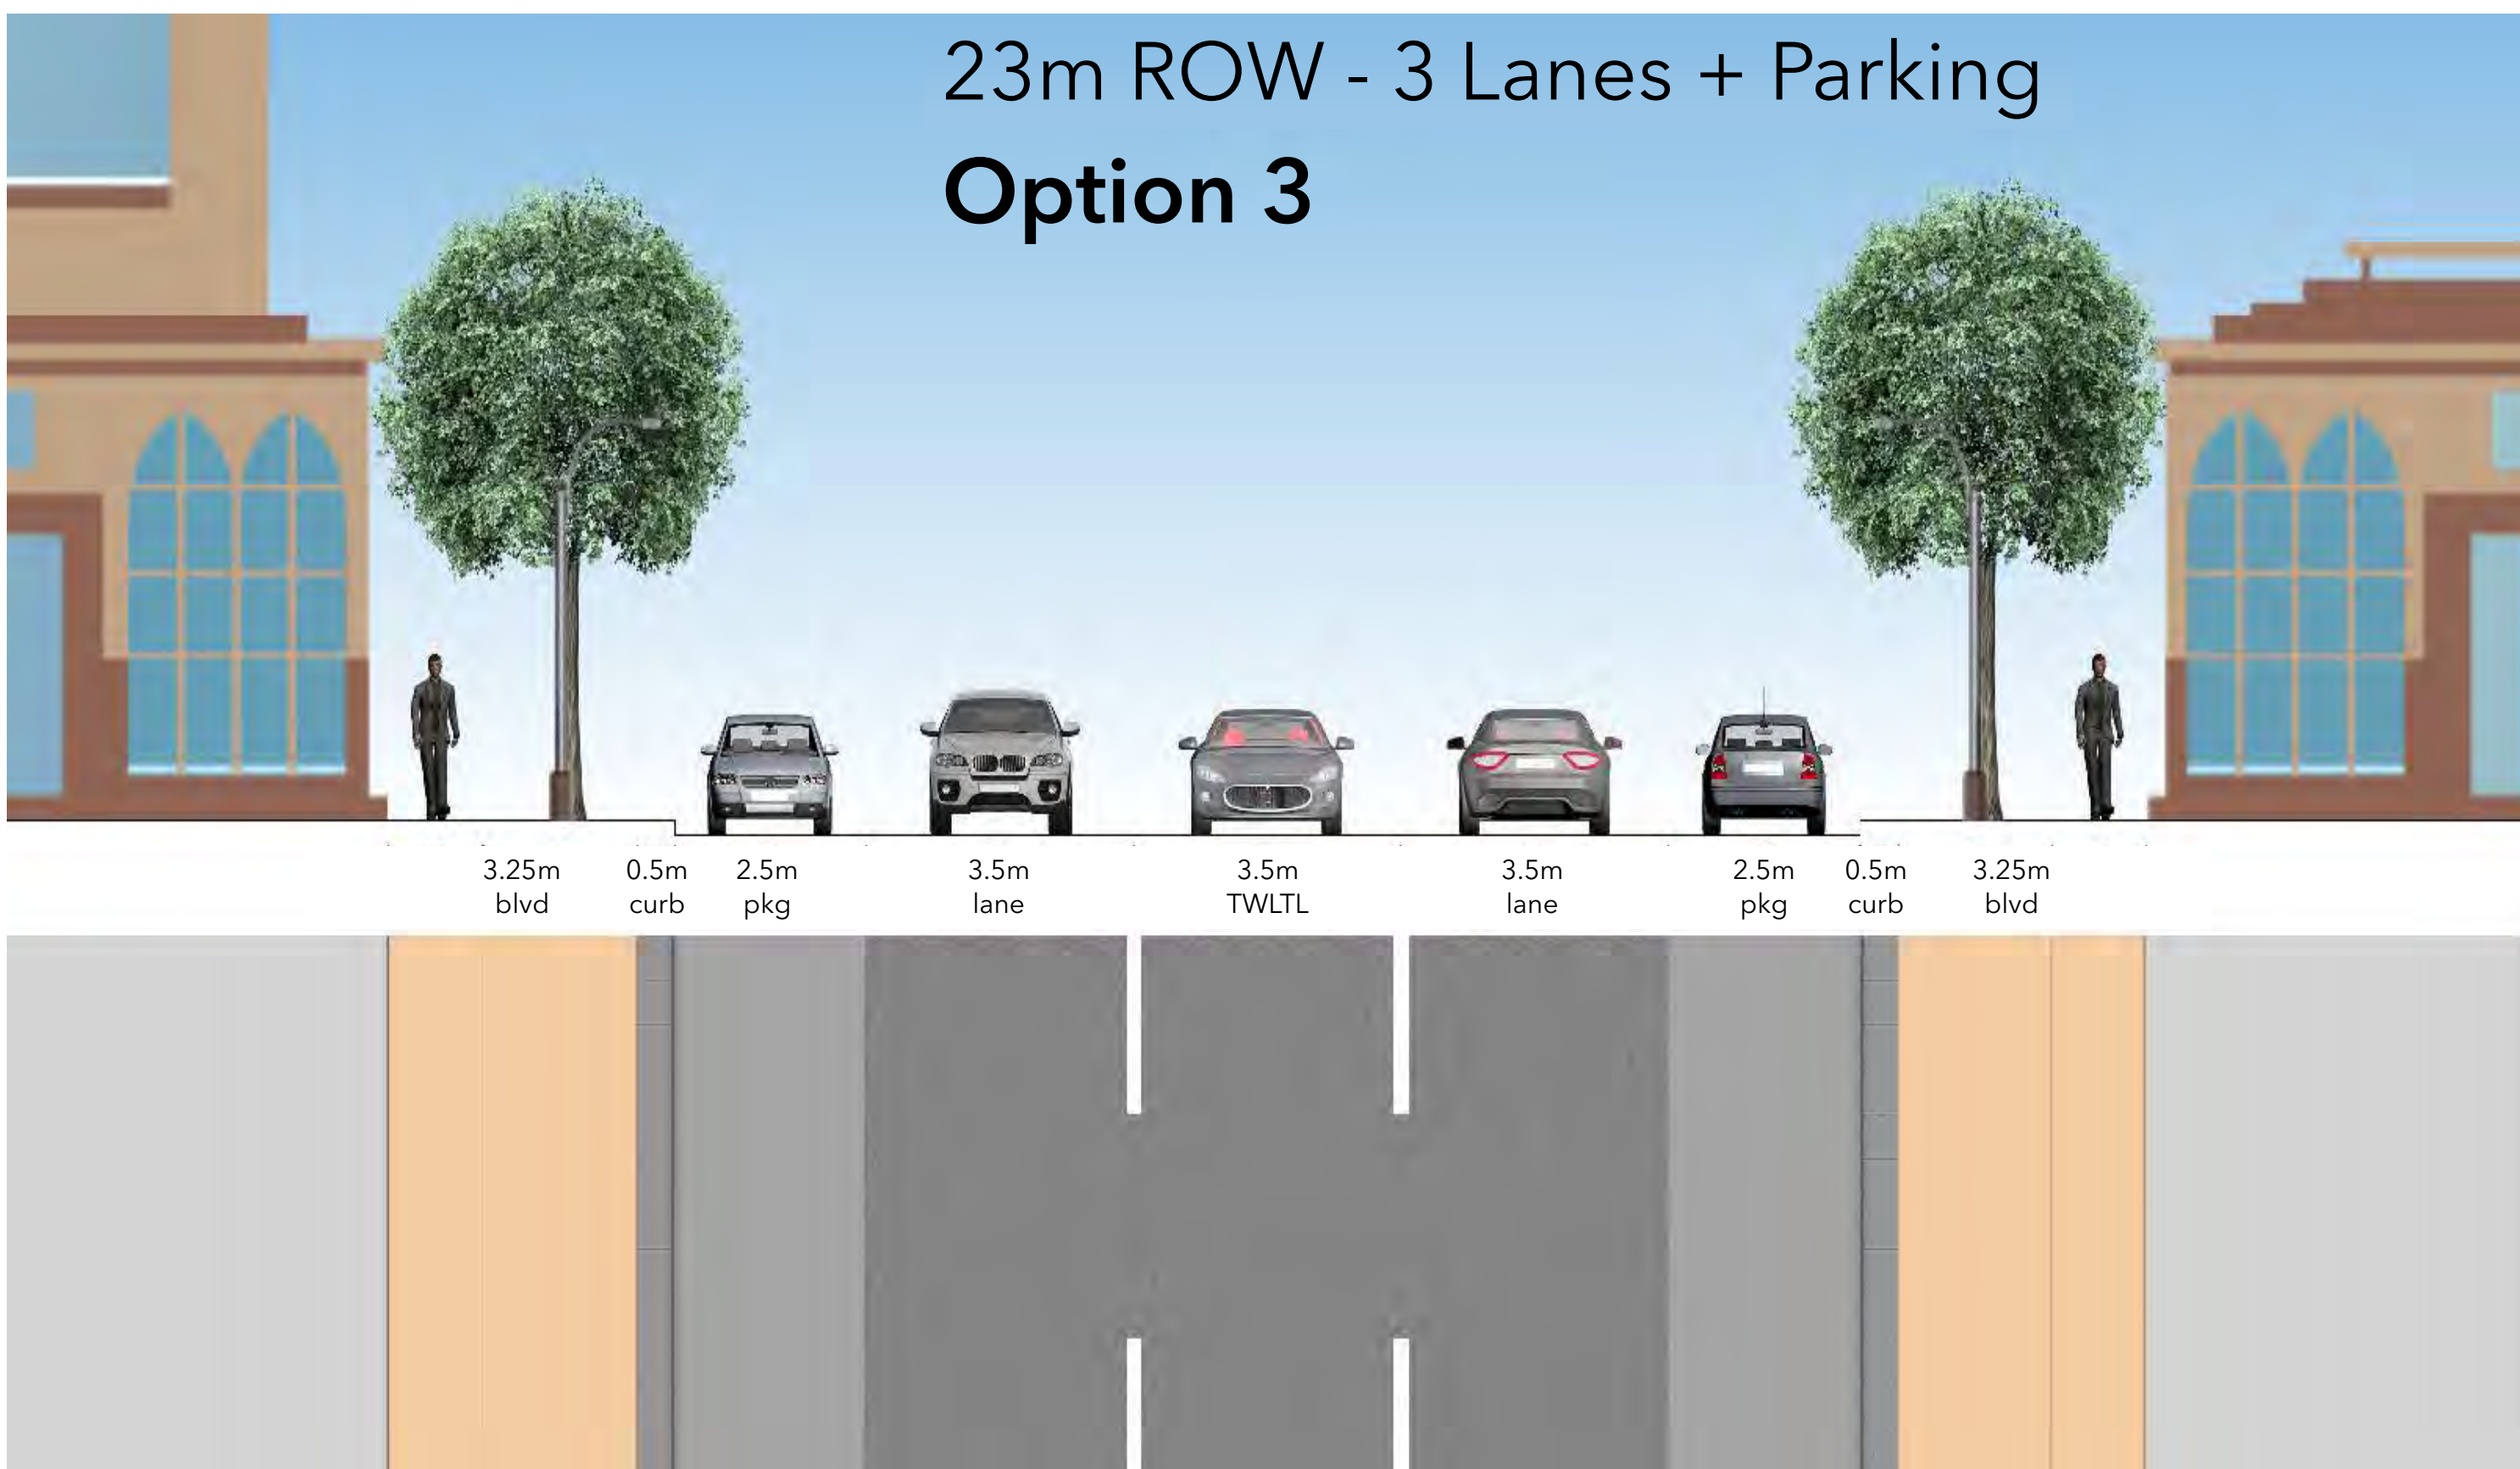 23m ROW - 3 Lanes + Parking
Option 3
3.25m
blvd
0.5m
curb
2.5m
pkg
3.5m
lane
3.5m
TWLTL
3.5m
lane
2.5m
pkg
0.5m
curb
3.25m
blvd